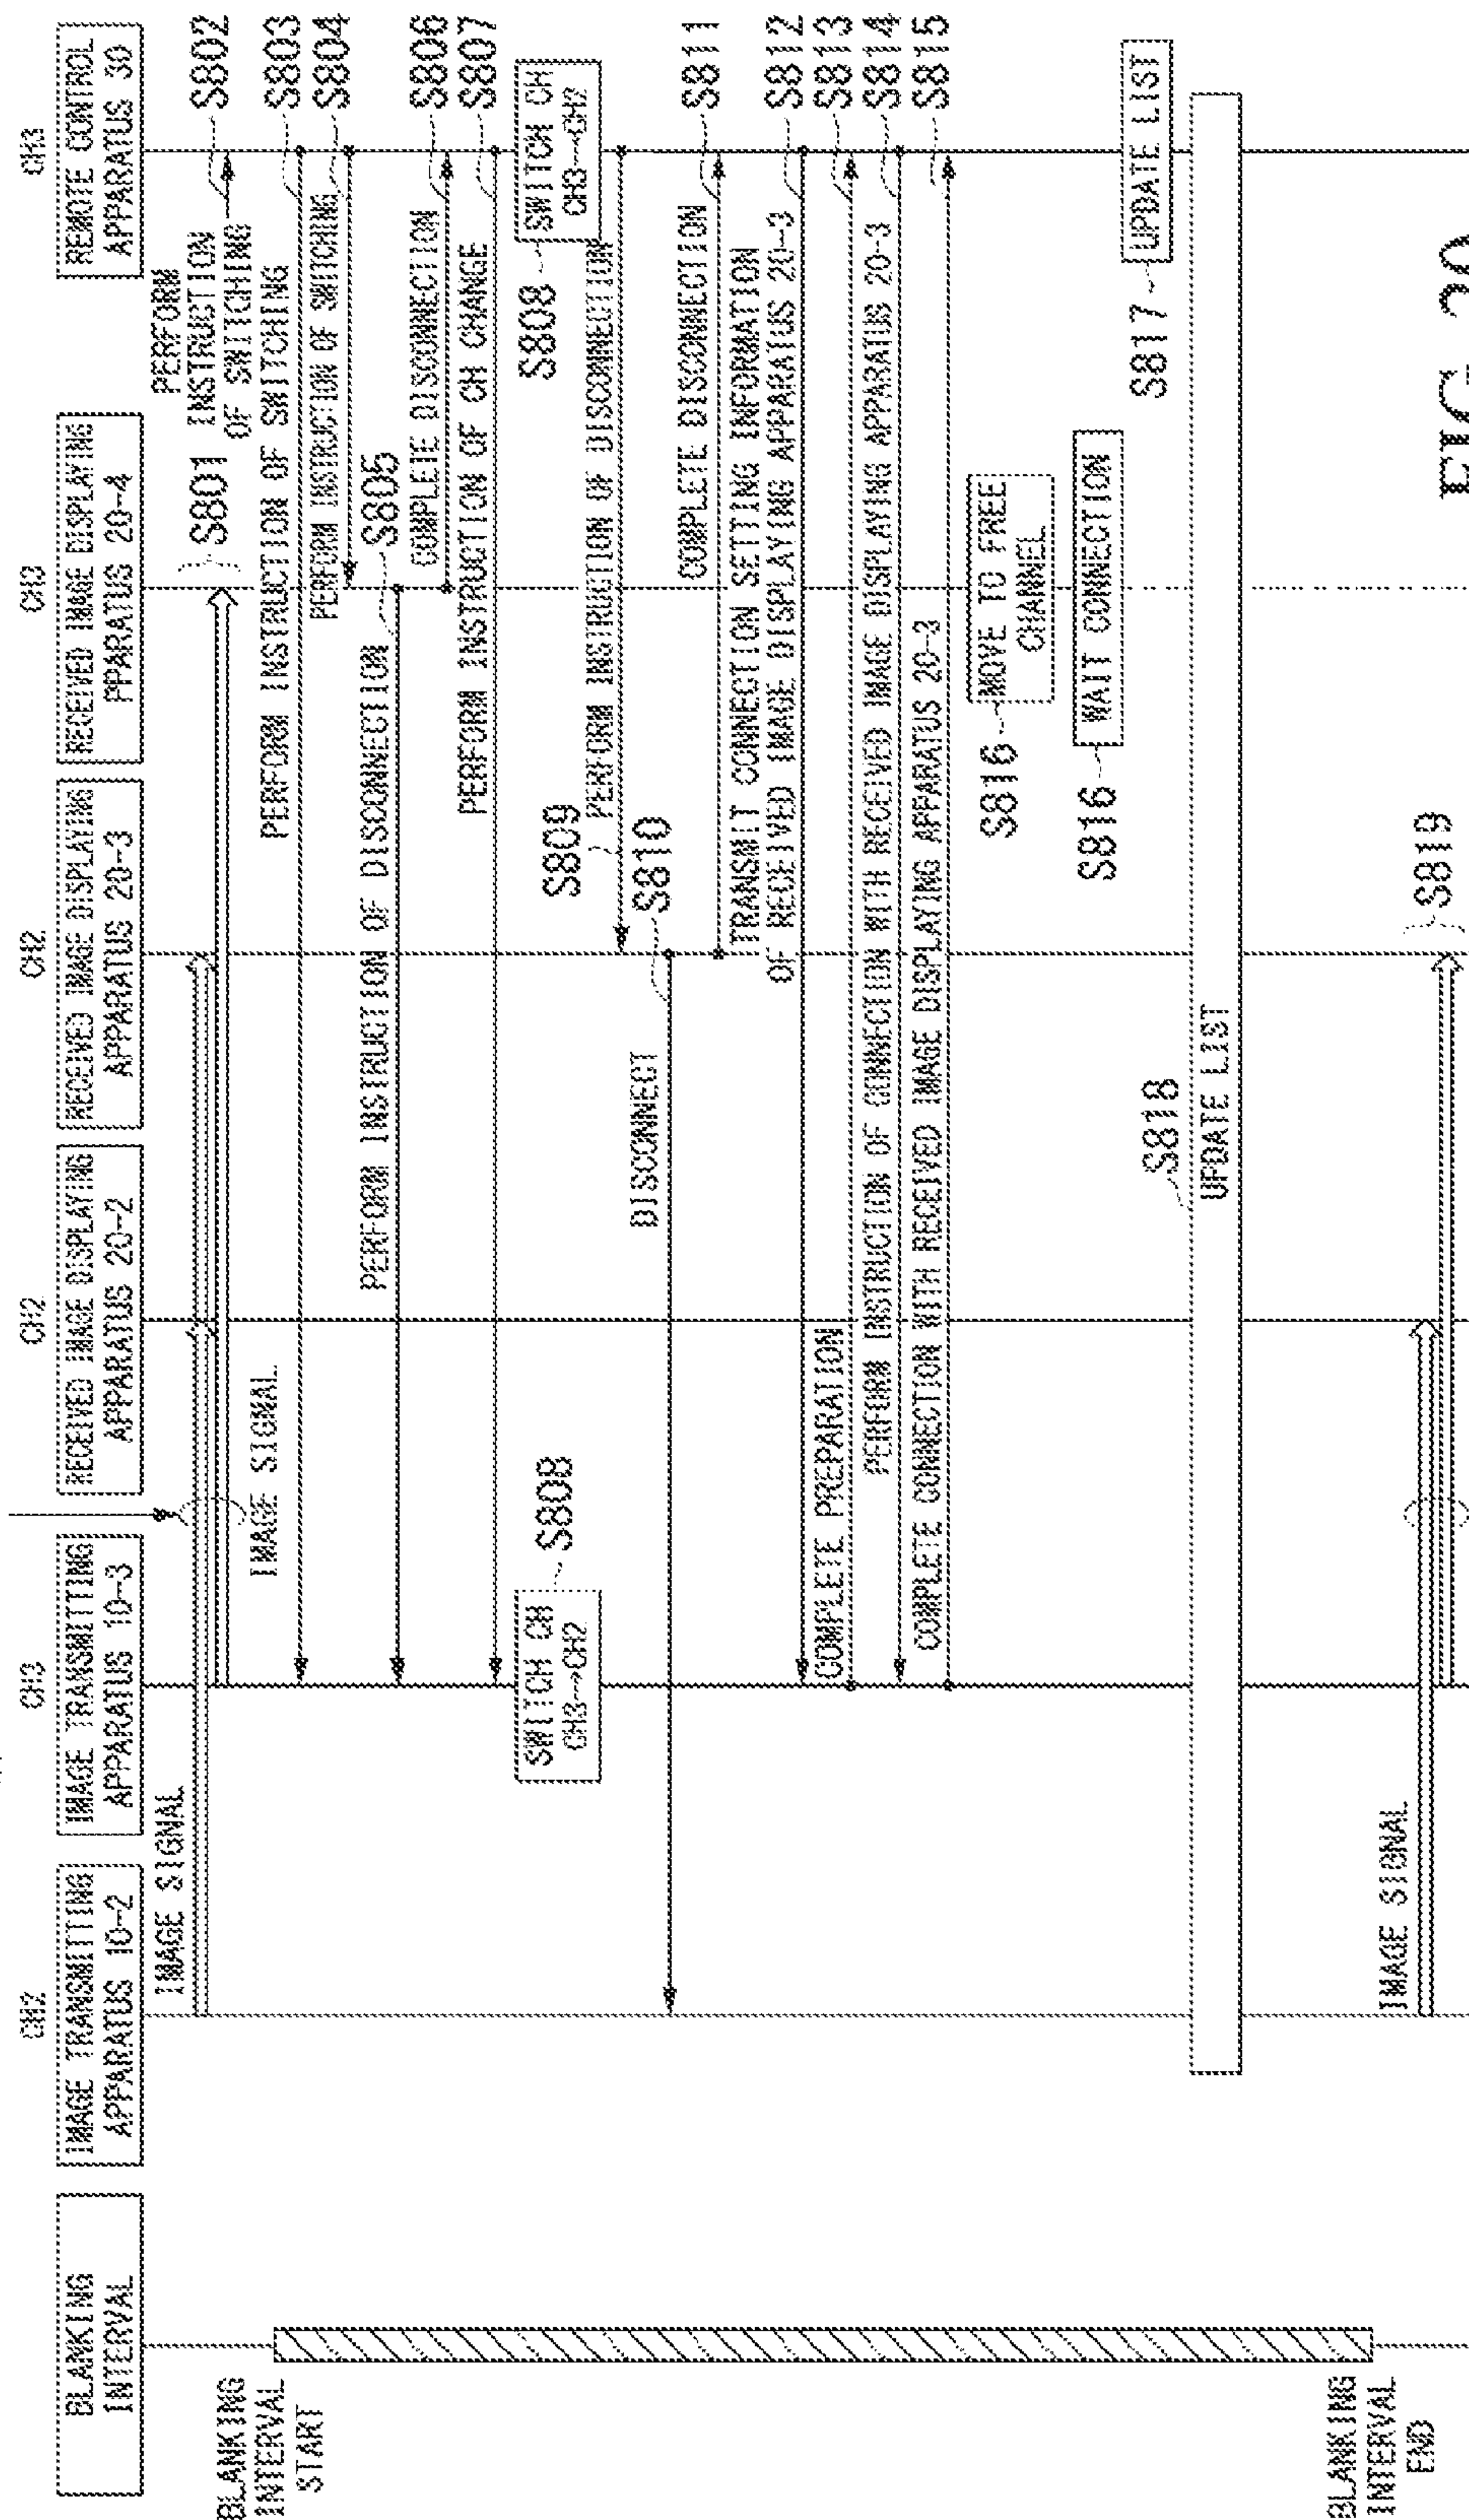 BLANKING
INTERVAL
CH2
IMAGE TRANSMITTING
APPARATUS 10-2
CH3
IMAGE TRANSMITTING
APPARATUS 10-3
CH2
RECEIVED IMAGE DISPLAYING
APPARATUS 20-2
CH2
RECEIVED IMAGE DISPLAYING
APPARATUS 20-3
CH3
RECEIVED IMAGE DISPLAYING
PPARATUS 20-4
CH3
REMOTE CONTROL
APPARATUS 30
IMAGE SIGNAL
IMAGE SIGNAL
S801
PERFORM
INSTRUCTION
OF SWITCHING
S802
BLANKING
INTERVAL
START
PERFORM INSTRUCTION OF SWITCHING
S803
PERFORM INSTRUCTION OF SWITCHING
S804
PERFORM INSTRUCTION OF DISCONNECTION
S805
COMPLETE DISCONNECTION
S806
PERFORM INSTRUCTION OF CH CHANGE
S807
SWITCH CH
CH3→CH2
S808
S808
SWITCH CH
CH3→CH2
S809
PERFORM INSTRUCTION OF DISCONNECTION
DISCONNECT
S810
COMPLETE DISCONNECTION
S811
TRANSMIT CONNECTION SETTING INFORMATION
OF RECEIVED IMAGE DISPLAYING APPARATUS 20-3
S812
COMPLETE PREPARATION
S813
PERFORM INSTRUCTION OF CONNECTION WITH RECEIVED IMAGE DISPLAYING APPARATUS 20-3
S814
COMPLETE CONNECTION WITH RECEIVED IMAGE DISPLAYING APPARATUS 20-3
S815
S816
MOVE TO FREE
CHANNEL
S816
WAIT CONNECTION
S817
UPDATE LIST
S818
UPDATE LIST
BLANKING
INTERVAL
END
IMAGE SIGNAL
S819